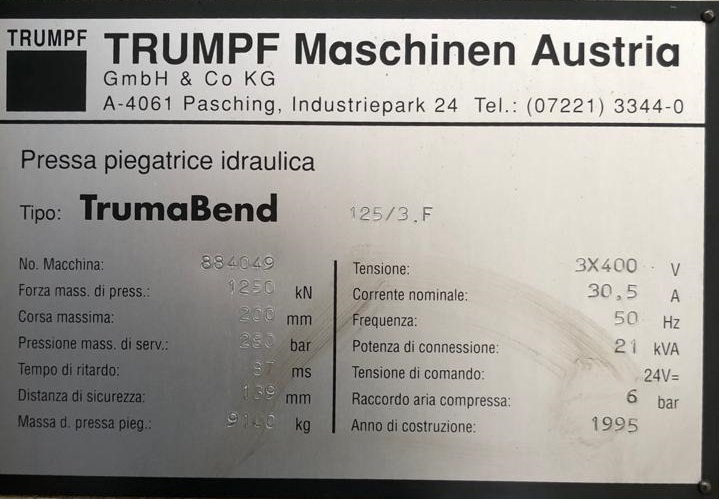 TRUMPF
TRUMPF Maschinen Austria
GmbH & Co KG
A-4061 Pasching, Industriepark 24 Tel.: (07221) 3344-0
Pressa piegatrice idraulica
Tipo: TrumaBend 125/3.F
No. Macchina: 884049
Forza mass. di press.: 1250 kN
Corsa massima: 200 mm
Pressione mass. di serv.: bar
Tempo di ritardo: ms
Distanza di sicurezza: 139 mm
Massa d. pressa pieg.: kg
Tensione: 3X400 V
Corrente nominale: 30,5 A
Frequenza: 50 Hz
Potenza di connessione: 21 kVA
Tensione di comando: 24V=
Raccordo aria compressa: 6 bar
Anno di costruzione: 1995